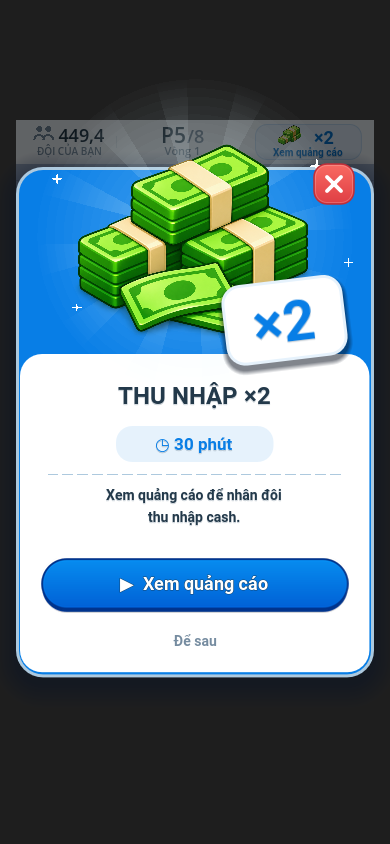 449,4
ĐỘI CỦA BẠN
P5/8
Vòng 1
×2
Xem quảng cáo
×2
THU NHẬP ×2
30 phút
Xem quảng cáo để nhân đôi
thu nhập cash.
Xem quảng cáo
Để sau